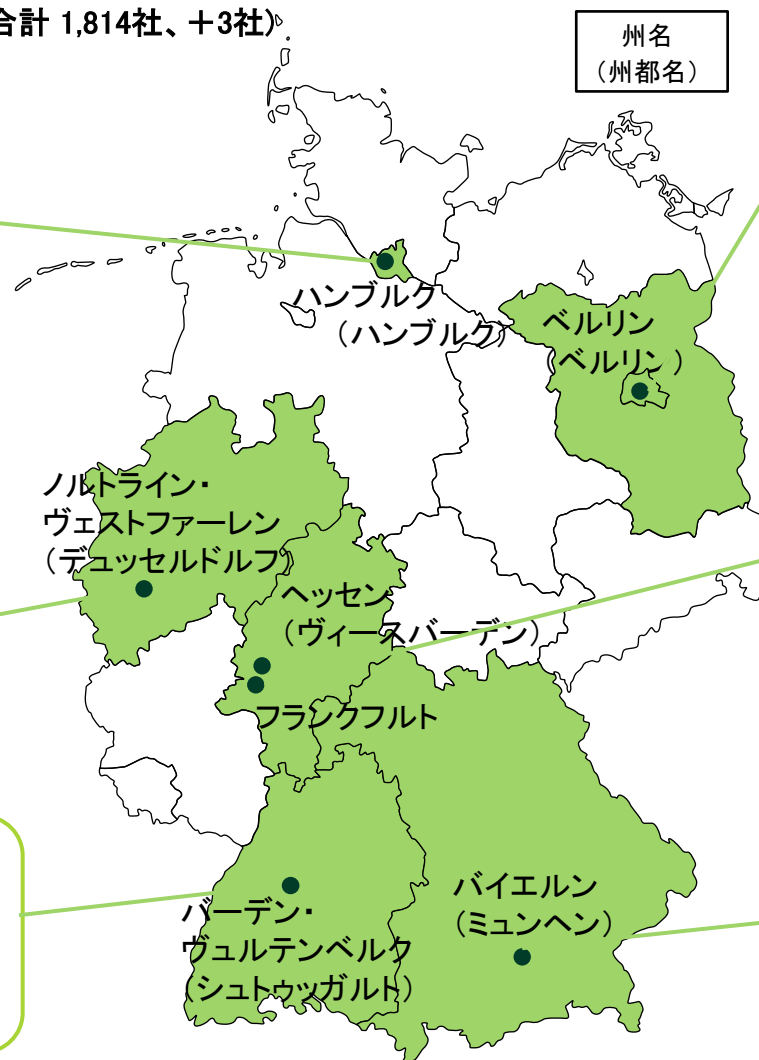 合計 1,814社、＋3社)
州名
（州都名）
ハンブルク
（ハンブルク）
ベルリン
（ベルリン）
ノルトライン・
ヴェストファーレン
（デュッセルドルフ）
ヘッセン
（ヴィースバーデン）
フランクフルト
バーデン・
ヴュルテンベルク
（シュトゥッガルト）
バイエルン
（ミュンヘン）